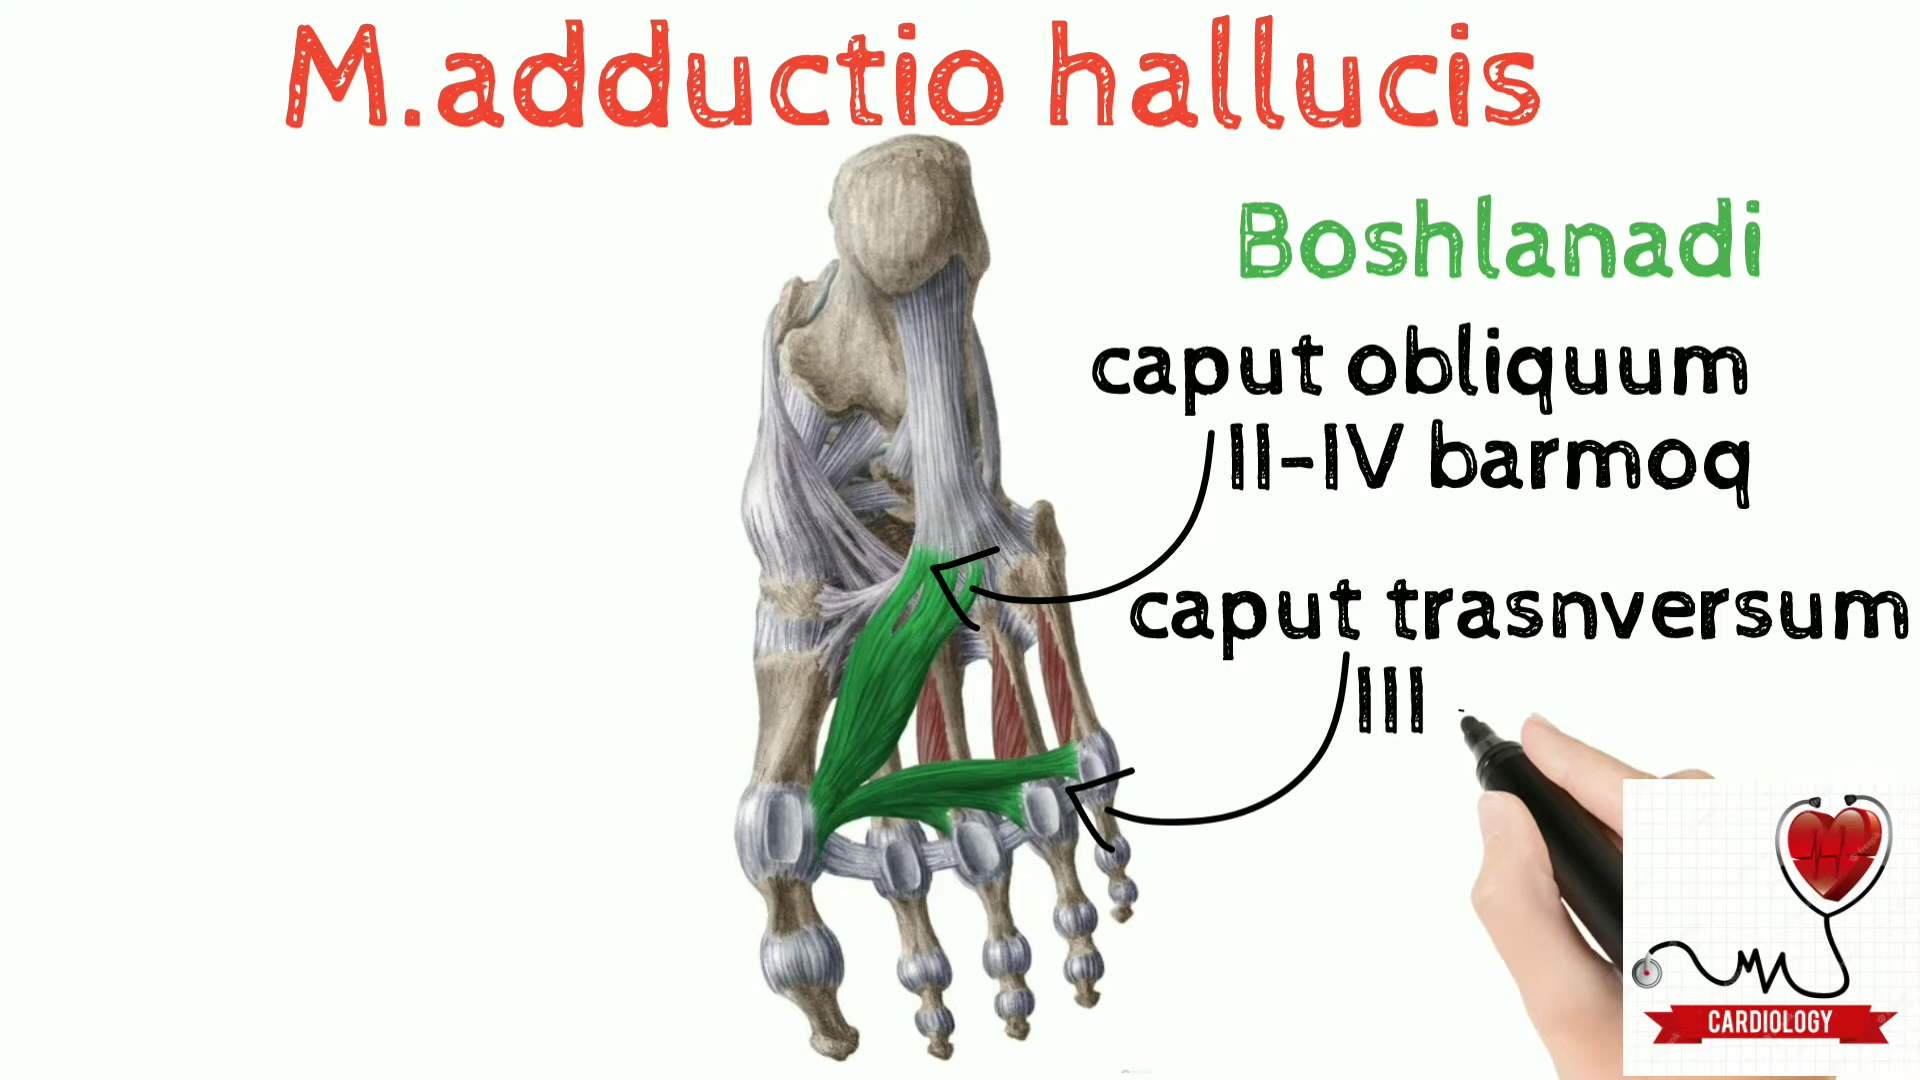 M.adductio hallucis
Boshlanadi
caput obliquum
II-IV barmoq
caput trasnversum
III
CARDIOLOGY